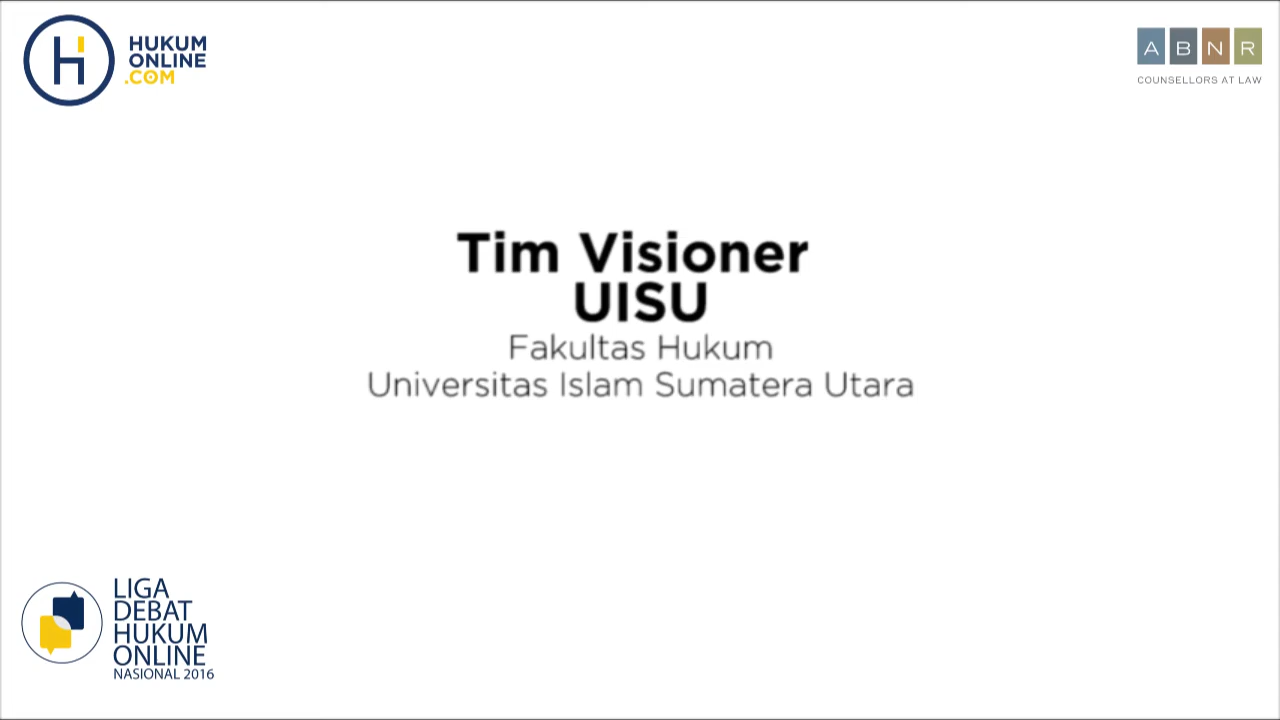 HUKUM
ONLINE
.COM
A B N R
COUNSELLORS AT LAW
Tim Visioner
UISU
Fakultas Hukum
Universitas Islam Sumatera Utara
LIGA
DEBAT
HUKUM
ONLINE
NASIONAL 2016